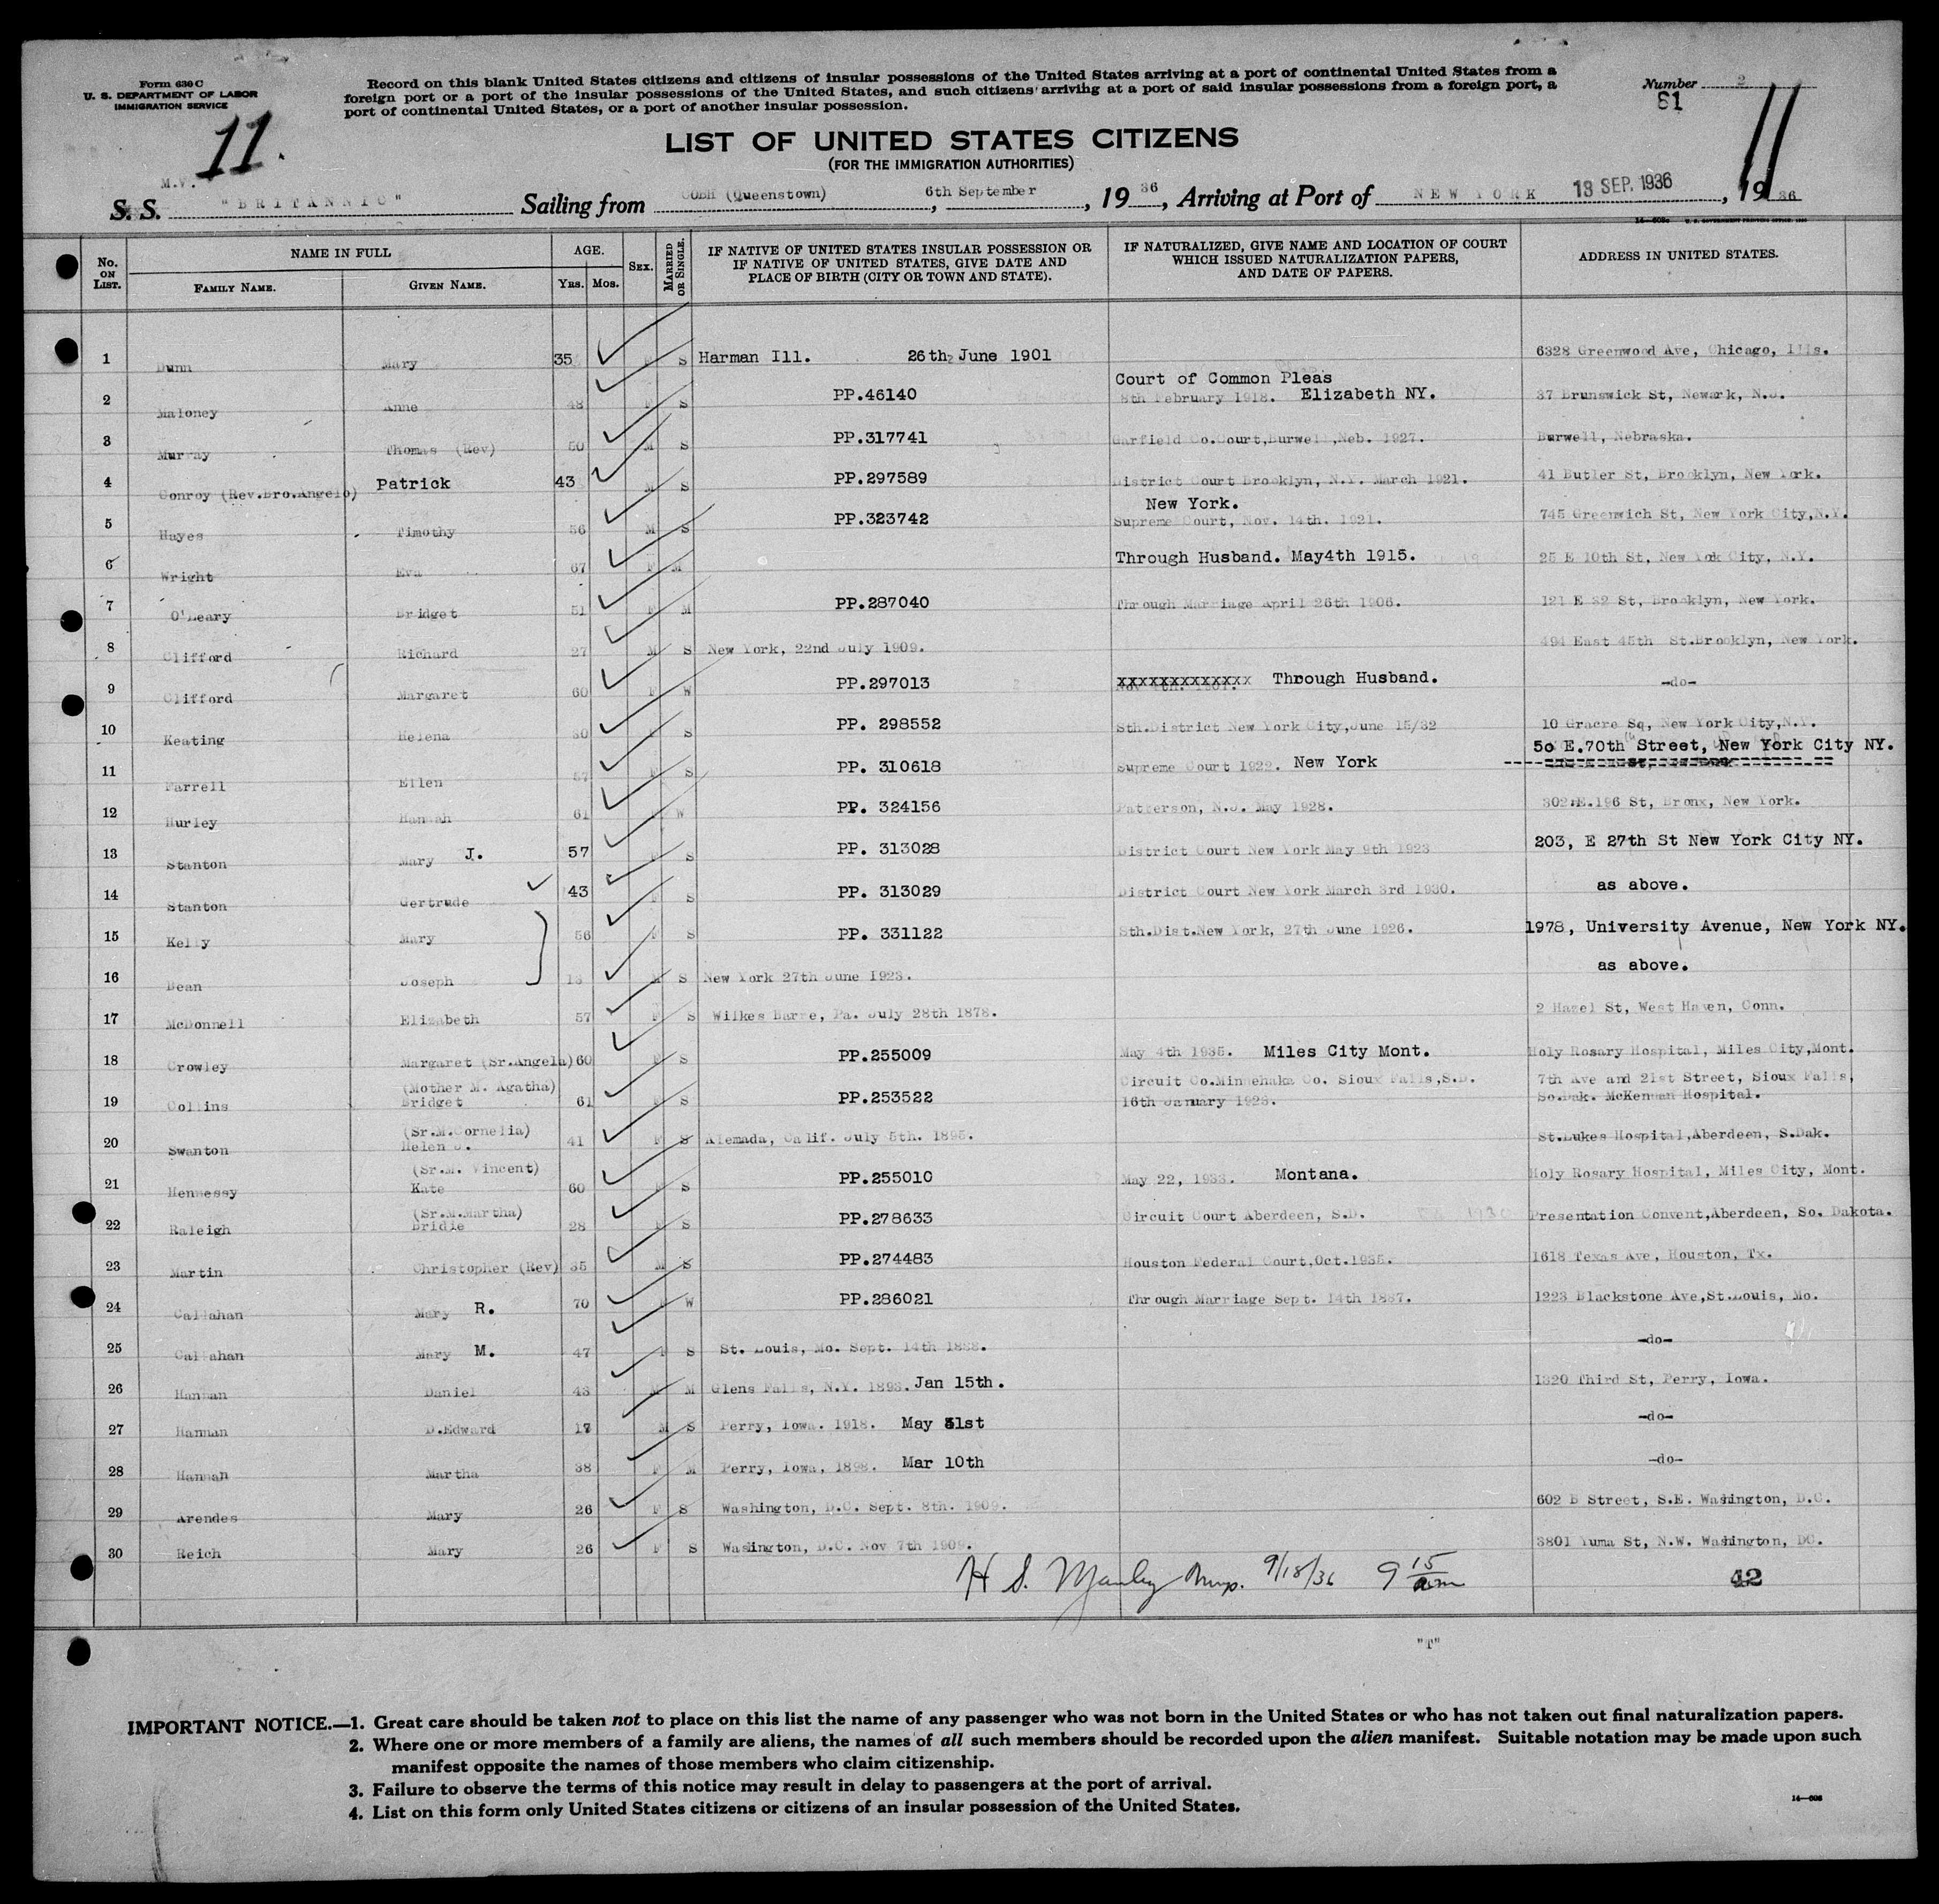 Form 630 C
U. S. DEPARTMENT OF LABOR
IMMIGRATION SERVICE
Record on this blank United States citizens and citizens of insular possessions of the United States arriving at a port of continental United States from a
foreign port or a port of the insular possessions of the United States, and such citizens arriving at a port of said insular possessions from a foreign port, a
port of continental United States, or a port of another insular possession.
Number 2
11.
11
LIST OF UNITED STATES CITIZENS
(FOR THE IMMIGRATION AUTHORITIES)
M.V.
S. S. "BRITANNIC" Sailing from COBH (Queenstown), 6th September, 19 36, Arriving at Port of NEW YORK 13 SEP. 1936, 19 36
No. ON LIST. NAME IN FULL FAMILY NAME. GIVEN NAME. AGE. YRS. MOS. SEX. MARRIED OR SINGLE. IF NATIVE OF UNITED STATES INSULAR POSSESSION OR IF NATIVE OF UNITED STATES, GIVE DATE AND PLACE OF BIRTH (CITY OR TOWN AND STATE). IF NATURALIZED, GIVE NAME AND LOCATION OF COURT WHICH ISSUED NATURALIZATION PAPERS, AND DATE OF PAPERS. ADDRESS IN UNITED STATES.
1 Dunn Mary 35 F S Harman Ill. 26th June 1901 6328 Greenwood Ave, Chicago, Ills.
2 Maloney Anne 48 F S PP.46140 Court of Common Pleas 8th February 1918. Elizabeth NY. 37 Brunswick St, Newark, N.J.
3 Murray Thomas (Rev) 50 M S PP.317741 Garfield Co.Court,Burwell,Neb. 1927. Burwell, Nebraska.
4 Conroy (Rev.Bro.Angelo) Patrick 43 M S PP.297589 District Court Brooklyn, N.Y. March 1921. 41 Butler St, Brooklyn, New York.
5 Hayes Timothy 56 M S PP.323742 New York. Supreme Court, Nov. 14th. 1921. 745 Greenwich St, New York City,N.Y.
6 Wright Eva 67 F M Through Husband. May4th 1915. 25 E 10th St, New York City, N.Y.
7 O'Leary Bridget 51 F M PP.287040 Through Marriage April 26th 1906. 121 E 32 St, Brooklyn, New York.
8 Clifford Richard 27 M S New York, 22nd July 1909. 494 East 45th St.Brooklyn, New York.
9 Clifford Margaret 60 F W PP.297013 xxxxxxxxxxxxx Through Husband. -do-
10 Keating Helena 30 F S PP. 298552 Sth.District New York City,June 15/32 10 Gracre Sq, New York City,N.Y.
11 Farrell Ellen 57 F S PP. 310618 Supreme Court 1922. New York 50 E.70th Street, New York City NY.
12 Hurley Hannah 61 F W PP. 324156 Patterson, N.J. May 1928. 302 E.196 St, Bronx, New York.
13 Stanton Mary J. 57 F S PP. 313028 District Court New York May 9th 1923 203, E 27th St New York City NY.
14 Stanton Gertrude 43 F S PP. 313029 District Court New York March 3rd 1930. as above.
15 Kelly Mary 56 F S PP. 331122 Sth.Dist.New York, 27th June 1926. 1978, University Avenue, New York NY.
16 Dean Joseph 13 M S New York 27th June 1923. as above.
17 McDonnell Elizabeth 57 F S Wilkes Barre, Pa. July 28th 1878. 2 Hazel St, West Haven, Conn.
18 Crowley Margaret (Sr.Angela) 60 F S PP.255009 May 4th 1935. Miles City Mont. Holy Rosary Hospital, Miles City,Mont.
19 Collins (Mother M. Agatha) Bridget 61 F S PP.253522 Circuit Co.Minnehaka Co. Sioux Falls,S.D. 16th January 1923. 7th Ave and 21st Street, Sioux Falls, So.Dak. McKennan Hospital.
20 Swanton (Sr.M.Cornelia) Helen J. 41 F S Alemada, Calif. July 5th. 1895. St.Lukes Hospital,Aberdeen, S.Dak.
21 Hennessy (Sr.M. Vincent) Kate 60 F S PP.255010 May 22, 1933. Montana. Holy Rosary Hospital, Miles City, Mont.
22 Raleigh (Sr.M.Martha) Bridie 28 F S PP.278633 Circuit Court Aberdeen, S.D. Presentation Convent,Aberdeen, So. Dakota.
23 Martin Christopher (Rev) 35 M S PP.274483 Houston Federal Court,Oct.1935. 1618 Texas Ave, Houston, Tx.
24 Callahan Mary R. 70 F W PP.286021 Through Marriage Sept. 14th 1887. 1223 Blackstone Ave,St.Louis, Mo.
25 Callahan Mary M. 47 F S St. Louis, Mo. Sept. 14th 1888. -do-
26 Hannan Daniel 43 M M Glens Falls, N.Y. 1893. Jan 15th. 1320 Third St, Perry, Iowa.
27 Hannan D.Edward 17 M S Perry, Iowa. 1918. May 31st -do-
28 Hannan Martha 38 F M Perry, Iowa, 1898. Mar 10th -do-
29 Arendes Mary 26 F S Washington, D.C. Sept. 8th. 1909. 602 B Street, S.E. Washington, D.C.
30 Reich Mary 26 F S Washington, D.C. Nov 7th 1909. 3801 Yuma St, N.W. Washington, DC.
H S. Manley 9/18/36 9 15 am
42
"T"
IMPORTANT NOTICE.—1. Great care should be taken not to place on this list the name of any passenger who was not born in the United States or who has not taken out final naturalization papers.
2. Where one or more members of a family are aliens, the names of all such members should be recorded upon the alien manifest. Suitable notation may be made upon such
manifest opposite the names of those members who claim citizenship.
3. Failure to observe the terms of this notice may result in delay to passengers at the port of arrival.
4. List on this form only United States citizens or citizens of an insular possession of the United States.